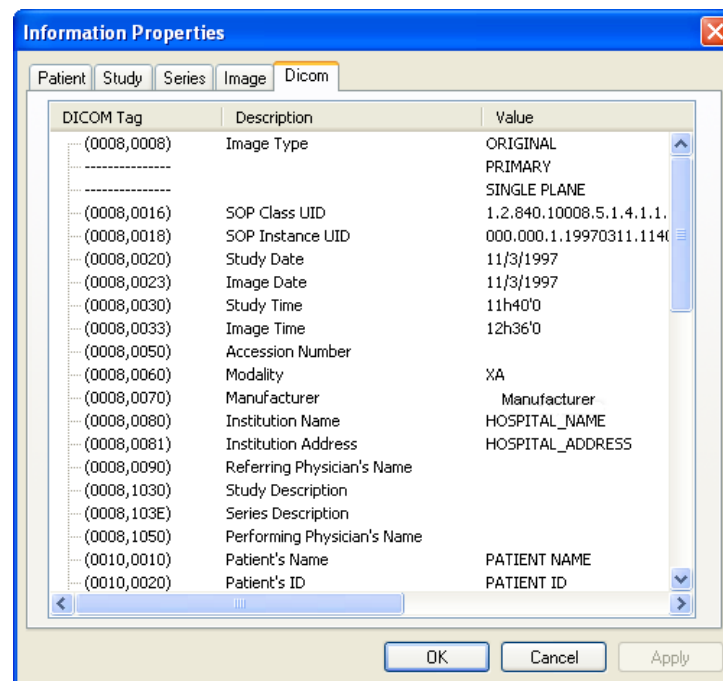 Information Properties
Patient Study Series Image Dicom
DICOM Tag Description Value
(0008,0008) Image Type ORIGINAL
--------------- PRIMARY
--------------- SINGLE PLANE
(0008,0016) SOP Class UID 1.2.840.10008.5.1.4.1.1.
(0008,0018) SOP Instance UID 000.000.1.19970311.114(
(0008,0020) Study Date 11/3/1997
(0008,0023) Image Date 11/3/1997
(0008,0030) Study Time 11h40'0
(0008,0033) Image Time 12h36'0
(0008,0050) Accession Number
(0008,0060) Modality XA
(0008,0070) Manufacturer Manufacturer
(0008,0080) Institution Name HOSPITAL_NAME
(0008,0081) Institution Address HOSPITAL_ADDRESS
(0008,0090) Referring Physician's Name
(0008,1030) Study Description
(0008,103E) Series Description
(0008,1050) Performing Physician's Name
(0010,0010) Patient's Name PATIENT NAME
(0010,0020) Patient's ID PATIENT ID
OK Cancel Apply